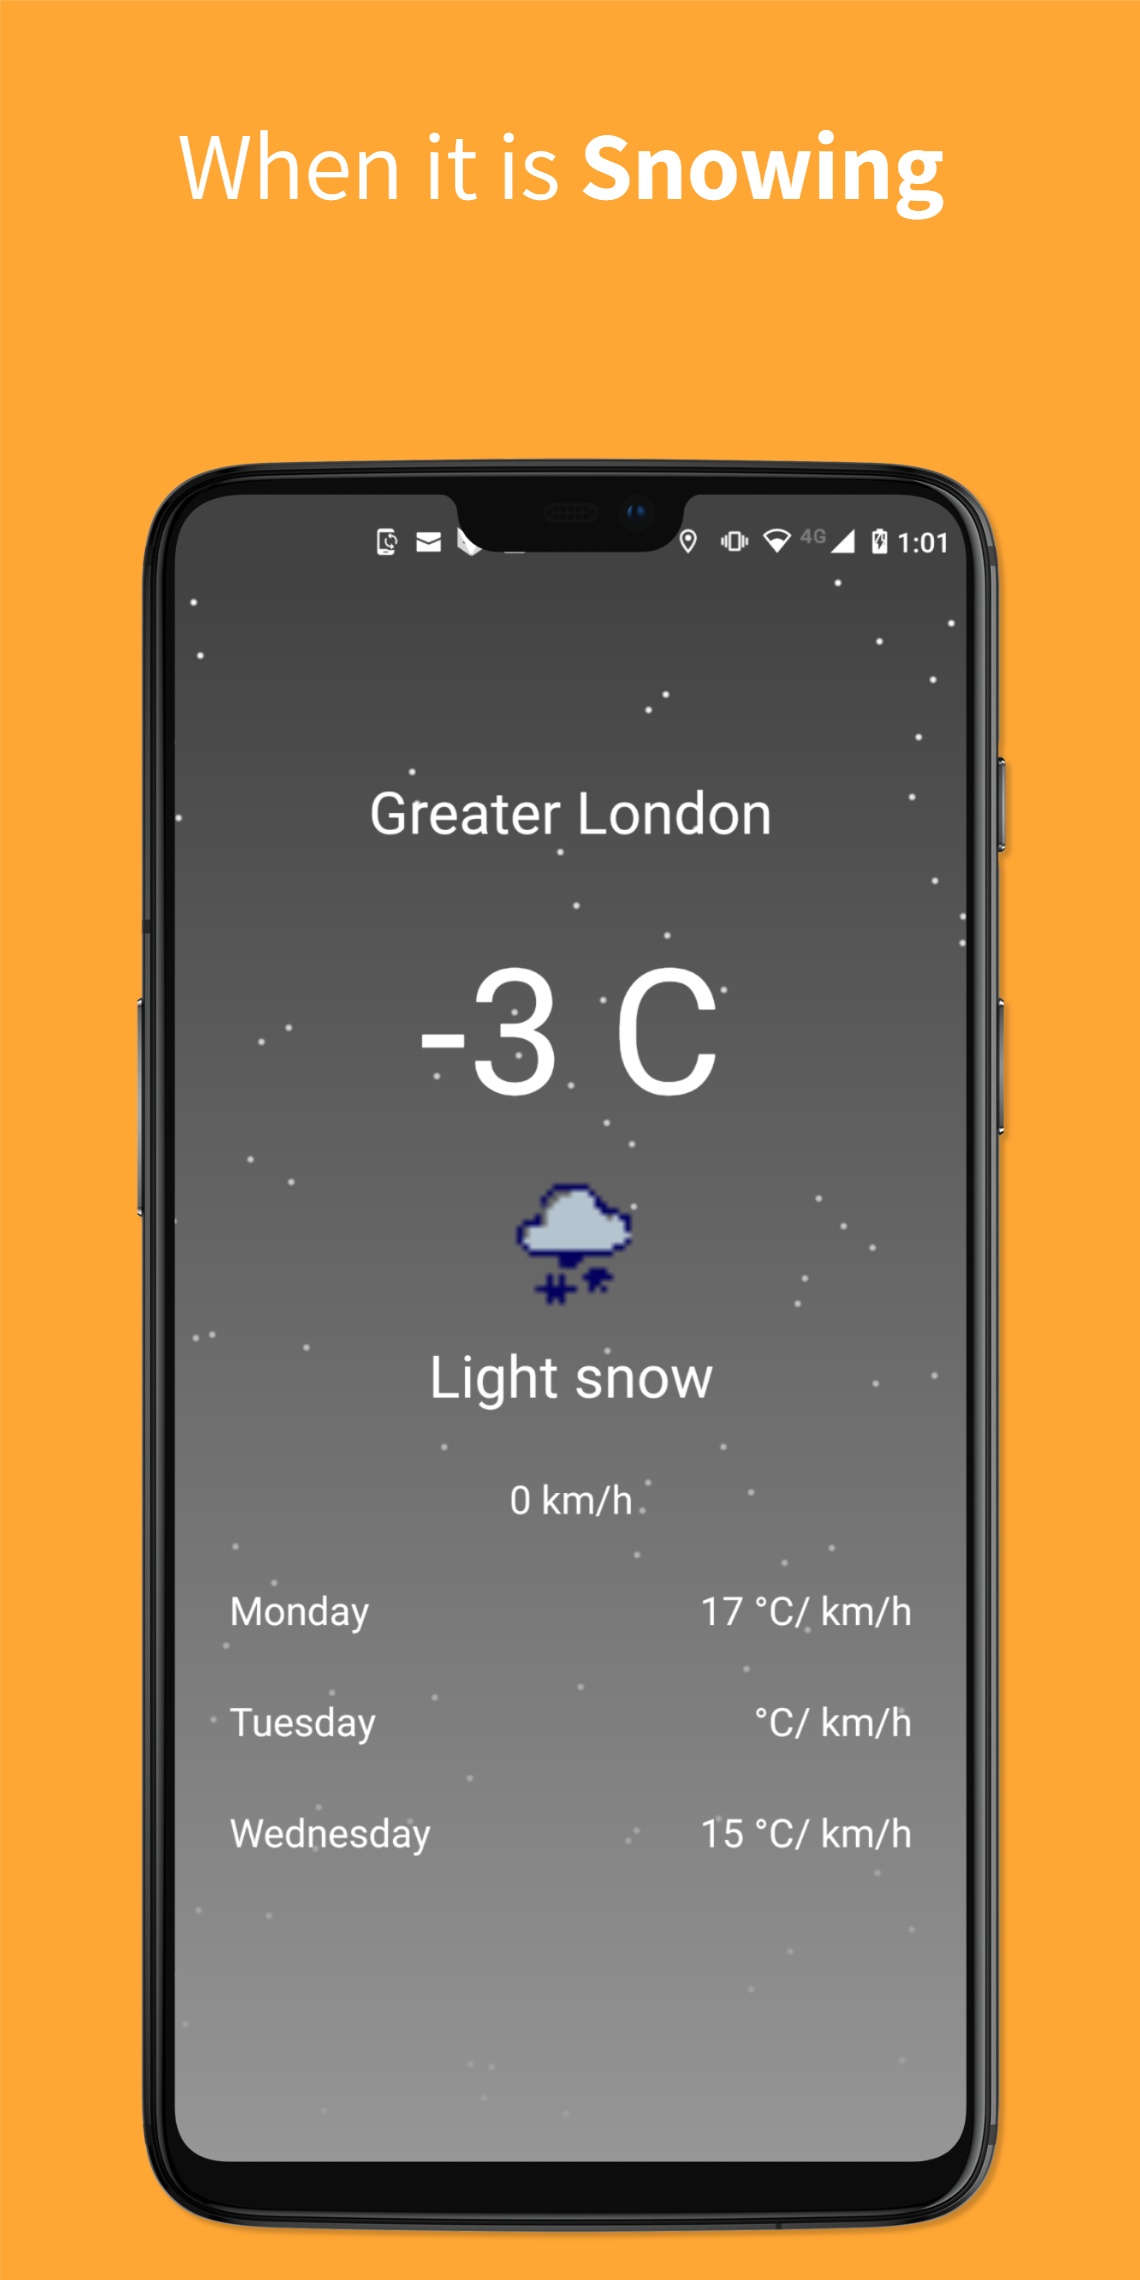 When it is Snowing
4G 1:01
Greater London
-3 C
Light snow
0 km/h
Monday 17 °C/ km/h
Tuesday °C/ km/h
Wednesday 15 °C/ km/h